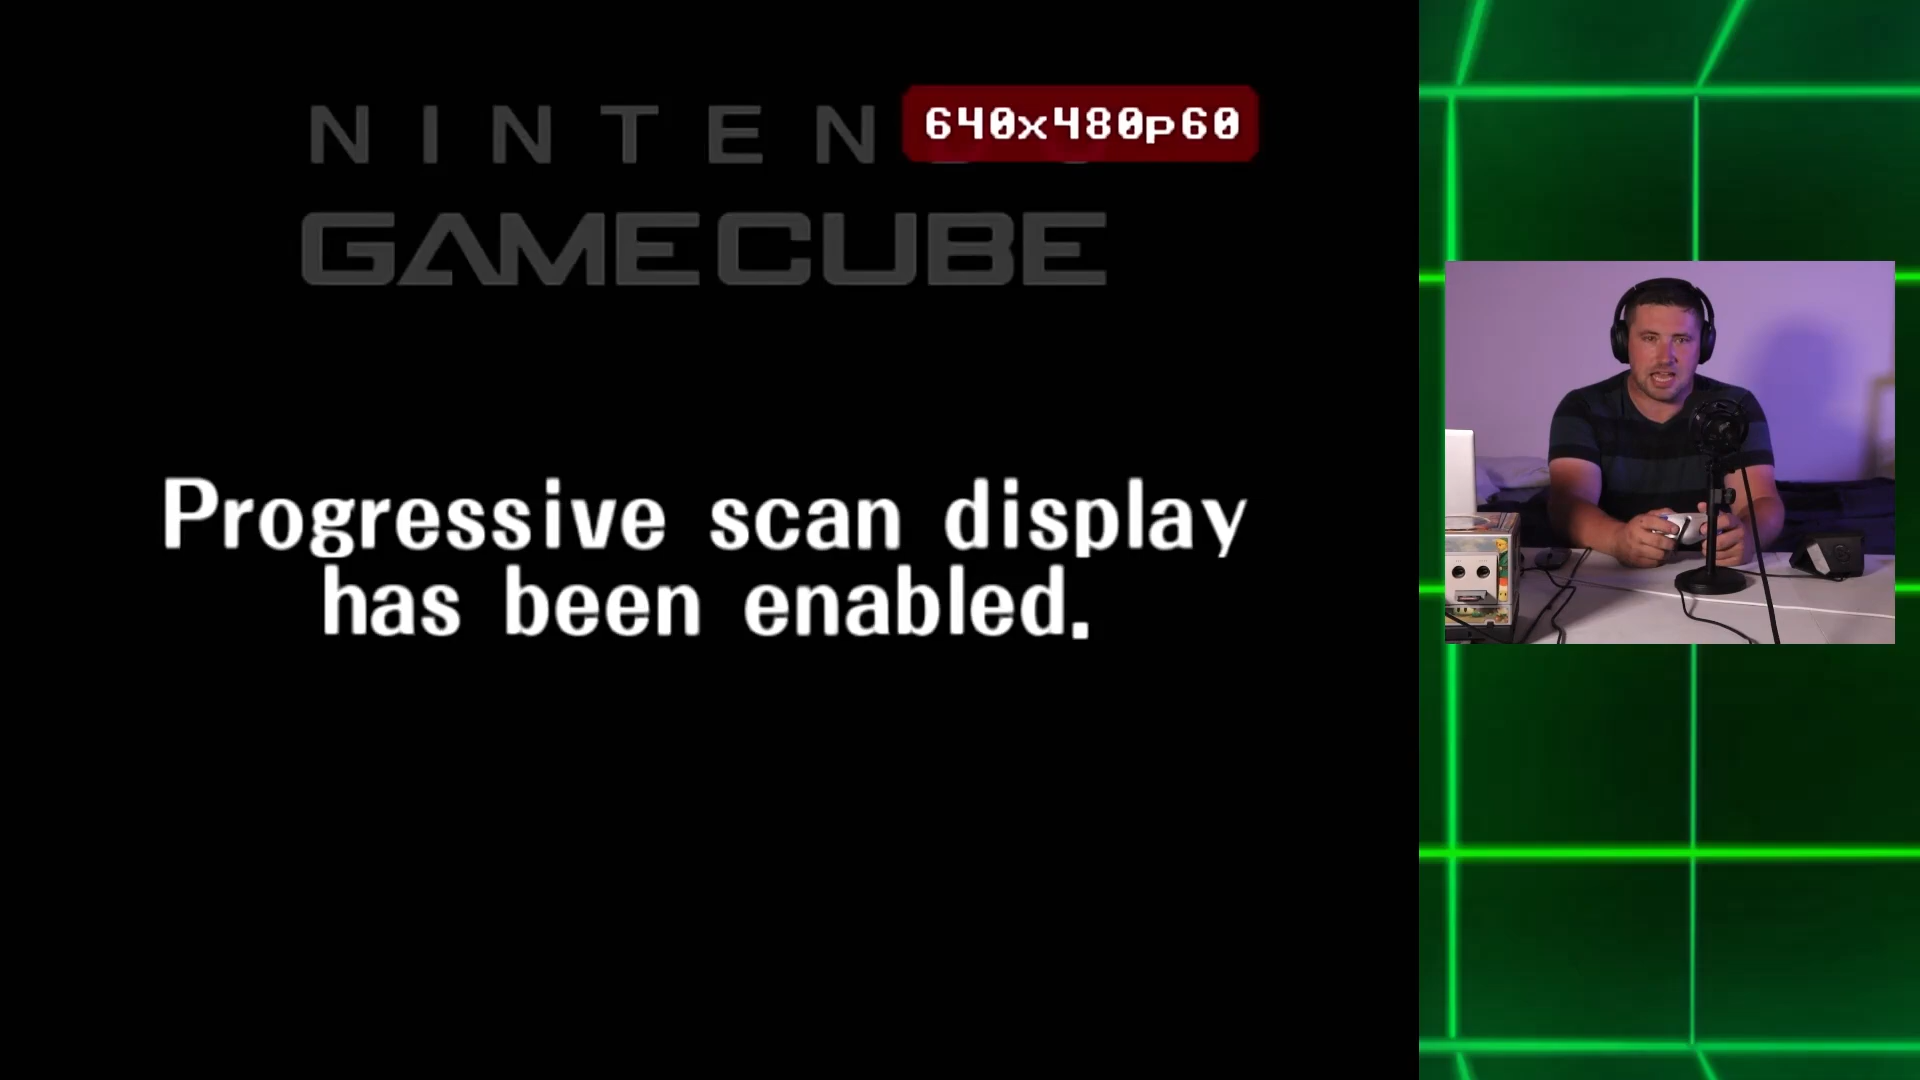 NINTEN
640x480p60
GAMECUBE
Progressive scan display
has been enabled.